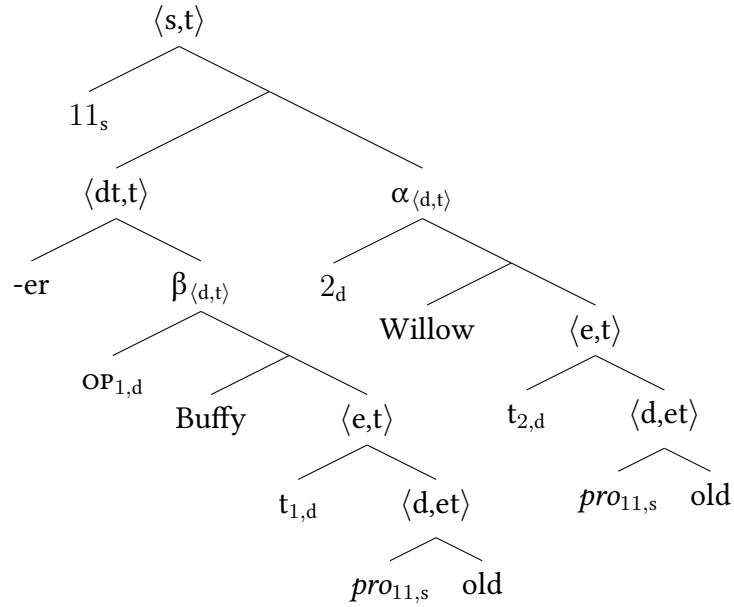 ⟨s,t⟩
11ₛ
⟨dt,t⟩ α⟨d,t⟩
-er β⟨d,t⟩ 2d Willow ⟨e,t⟩
OP1,d Buffy ⟨e,t⟩ t2,d ⟨d,et⟩
t1,d ⟨d,et⟩ pro11,s old
pro11,s old